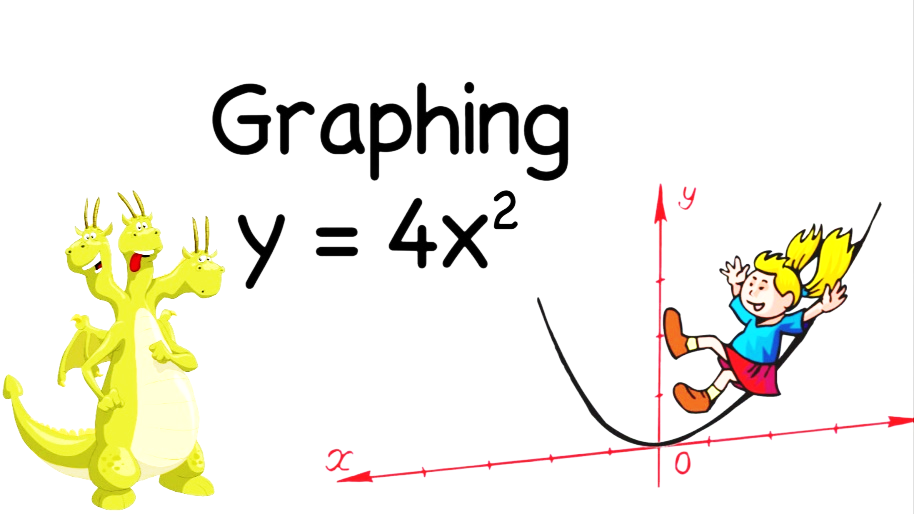 Graphing
y = 4x²
y
x
0